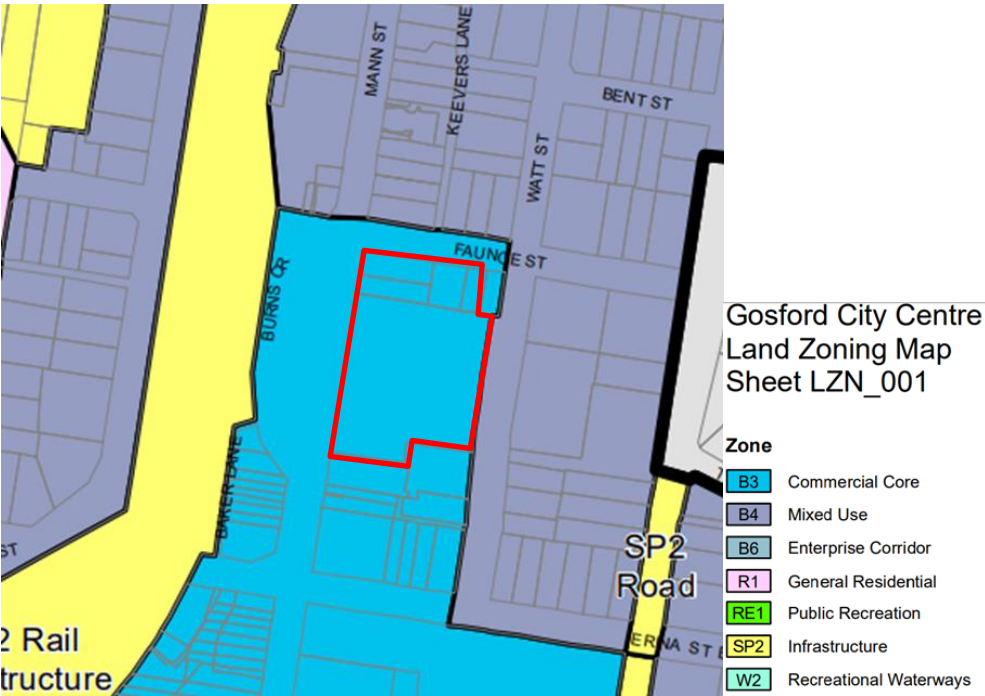 MANN ST
KEEVERS LANE
BENT ST
WATT ST
FAUNCE ST
BURNS CR
BAKER LANE
ST
SP2
Road
ERNA ST E
2 Rail
tructure
Gosford City Centre
Land Zoning Map
Sheet LZN_001
Zone
B3 Commercial Core
B4 Mixed Use
B6 Enterprise Corridor
R1 General Residential
RE1 Public Recreation
SP2 Infrastructure
W2 Recreational Waterways